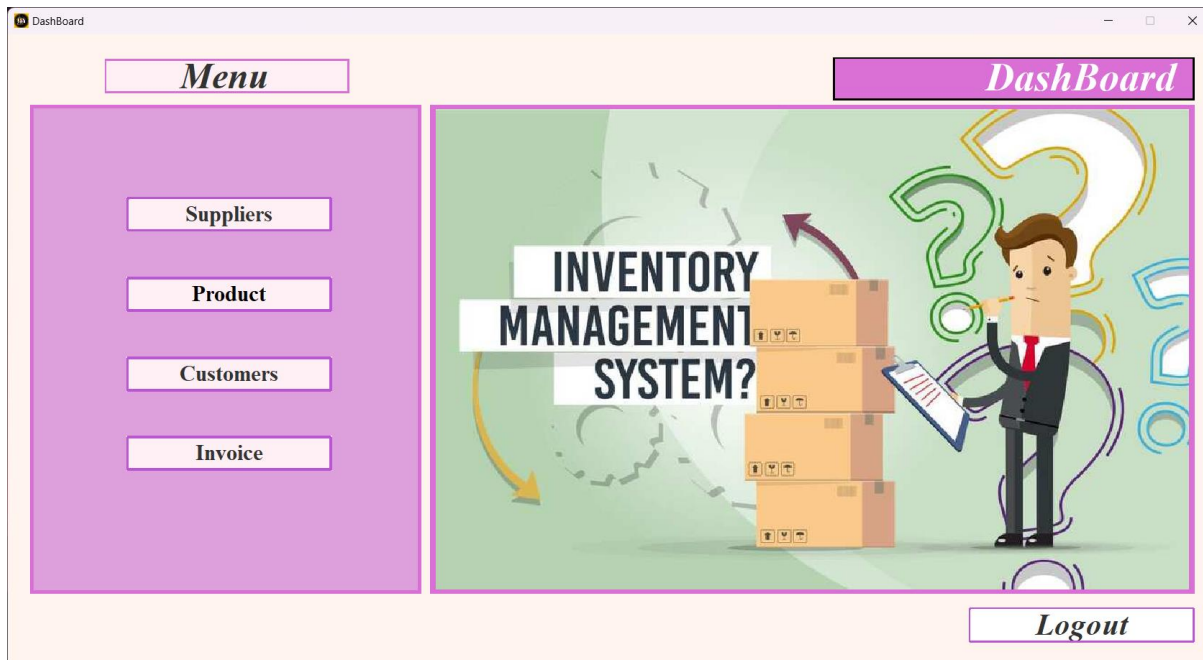 DashBoard
Menu
DashBoard
Suppliers
Product
Customers
Invoice
INVENTORY
MANAGEMENT
SYSTEM?
Logout